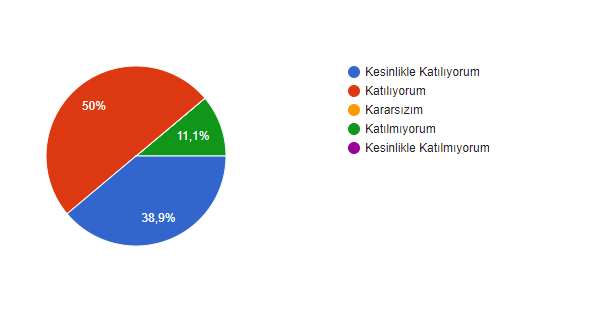 50%
11,1%
38,9%
Kesinlikle Katılıyorum
Katılıyorum
Kararsızım
Katılmıyorum
Kesinlikle Katılmıyorum